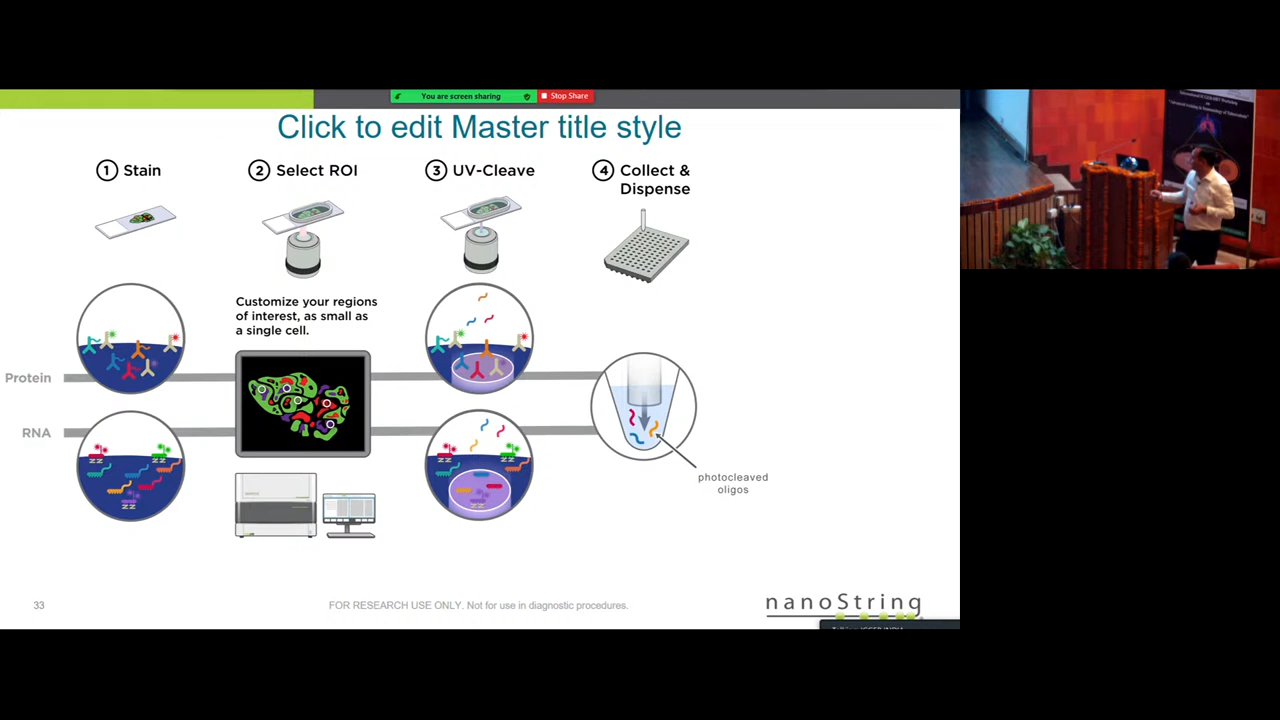 You are screen sharing
Stop Share
Click to edit Master title style
1 Stain
2 Select ROI
3 UV-Cleave
4 Collect &
Dispense
Customize your regions
of interest, as small as
a single cell.
Protein
RNA
photocleaved
oligos
33
FOR RESEARCH USE ONLY. Not for use in diagnostic procedures.
nanoString